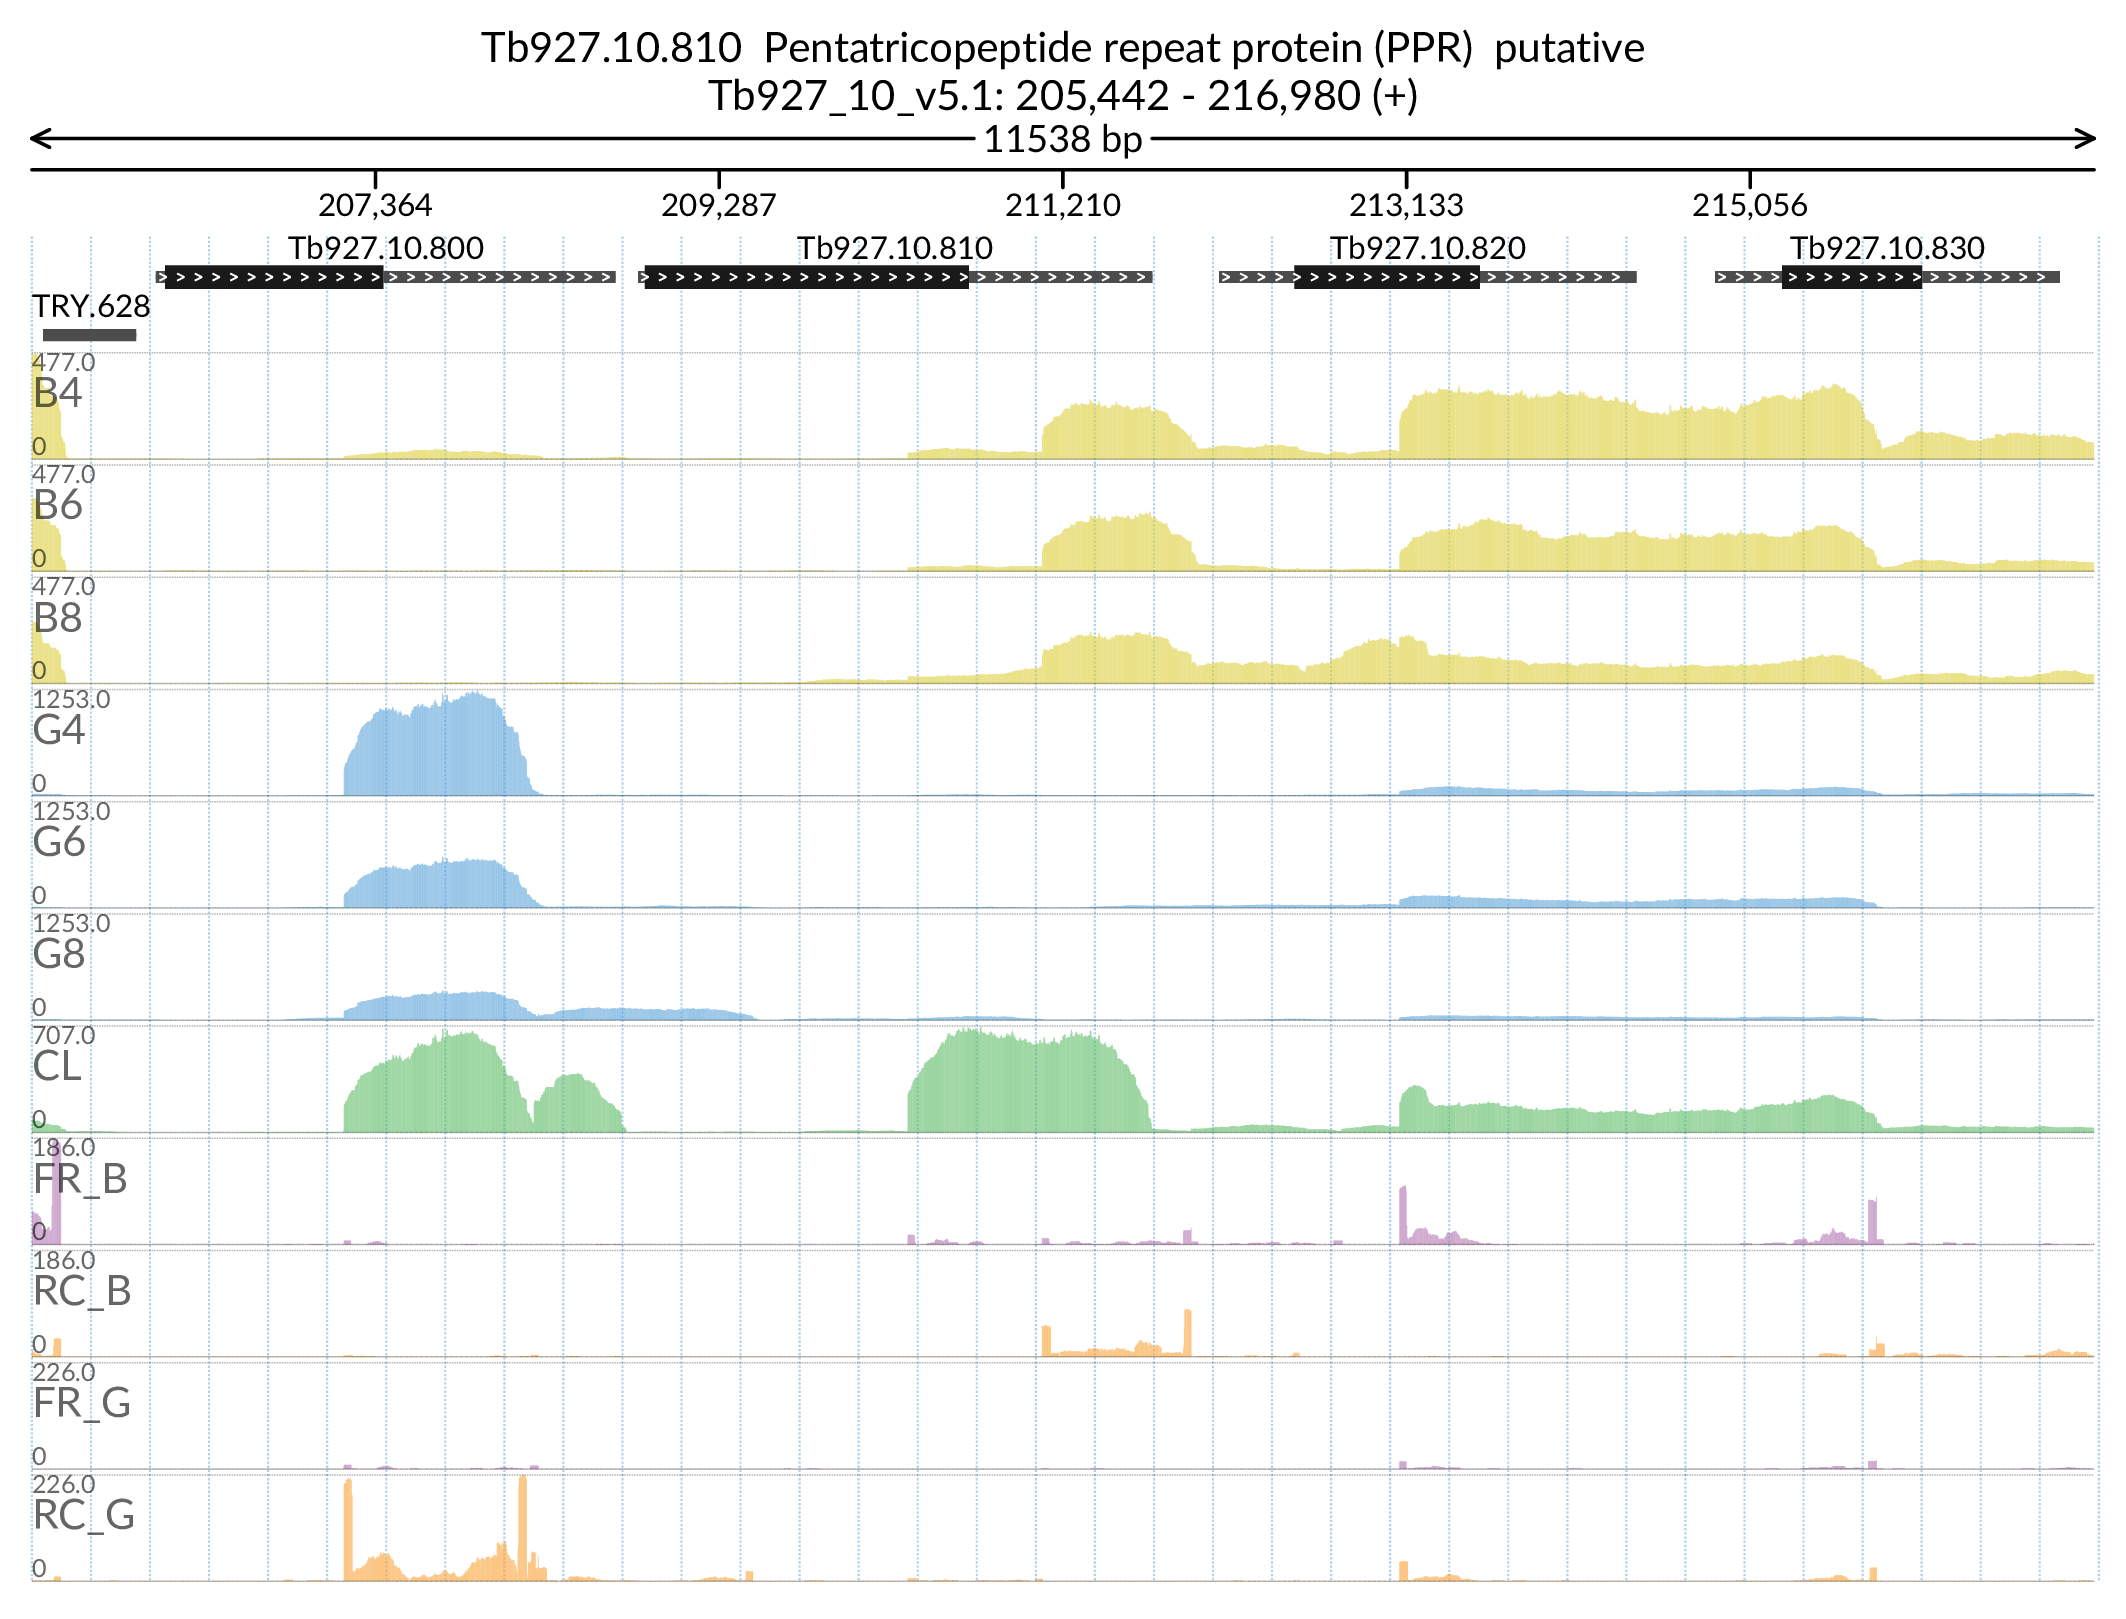 Tb927.10.810 Pentatricopeptide repeat protein (PPR) putative
Tb927_10_v5.1: 205,442 - 216,980 (+)
11538 bp
207,364 209,287 211,210 213,133 215,056
Tb927.10.800 Tb927.10.810 Tb927.10.820 Tb927.10.830
TRY.628
477.0
B4
0
477.0
B6
0
477.0
B8
0
1253.0
G4
0
1253.0
G6
0
1253.0
G8
0
707.0
CL
0
186.0
FR_B
0
186.0
RC_B
0
226.0
FR_G
0
226.0
RC_G
0